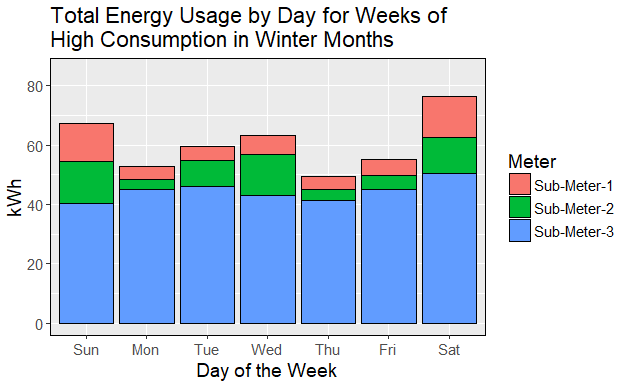 Total Energy Usage by Day for Weeks of
High Consumption in Winter Months
kWh
80
60
40
20
0
Sun Mon Tue Wed Thu Fri Sat
Day of the Week
Meter
Sub-Meter-1
Sub-Meter-2
Sub-Meter-3